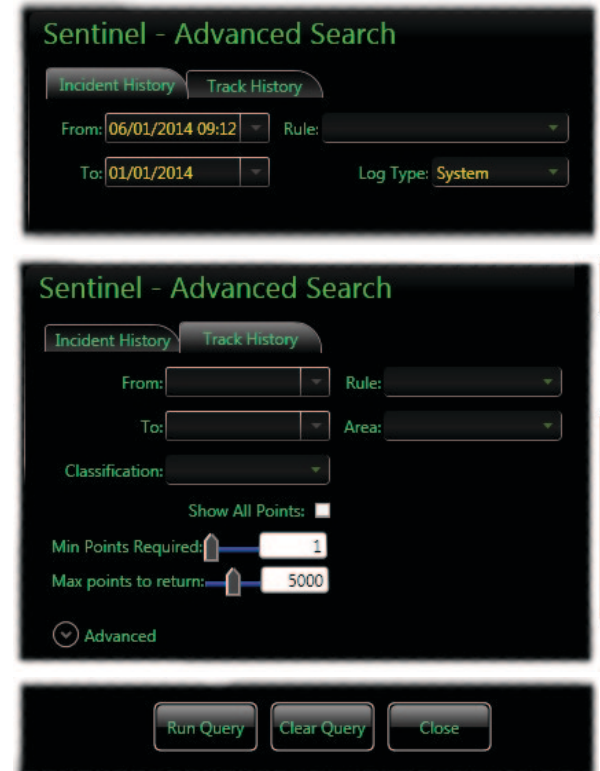 Sentinel - Advanced Search
Incident History Track History
From: 06/01/2014 09:12 Rule:
To: 01/01/2014 Log Type: System
Sentinel - Advanced Search
Incident History Track History
From: Rule:
To: Area:
Classification:
Show All Points:
Min Points Required: 1
Max points to return: 5000
Advanced
Run Query Clear Query Close